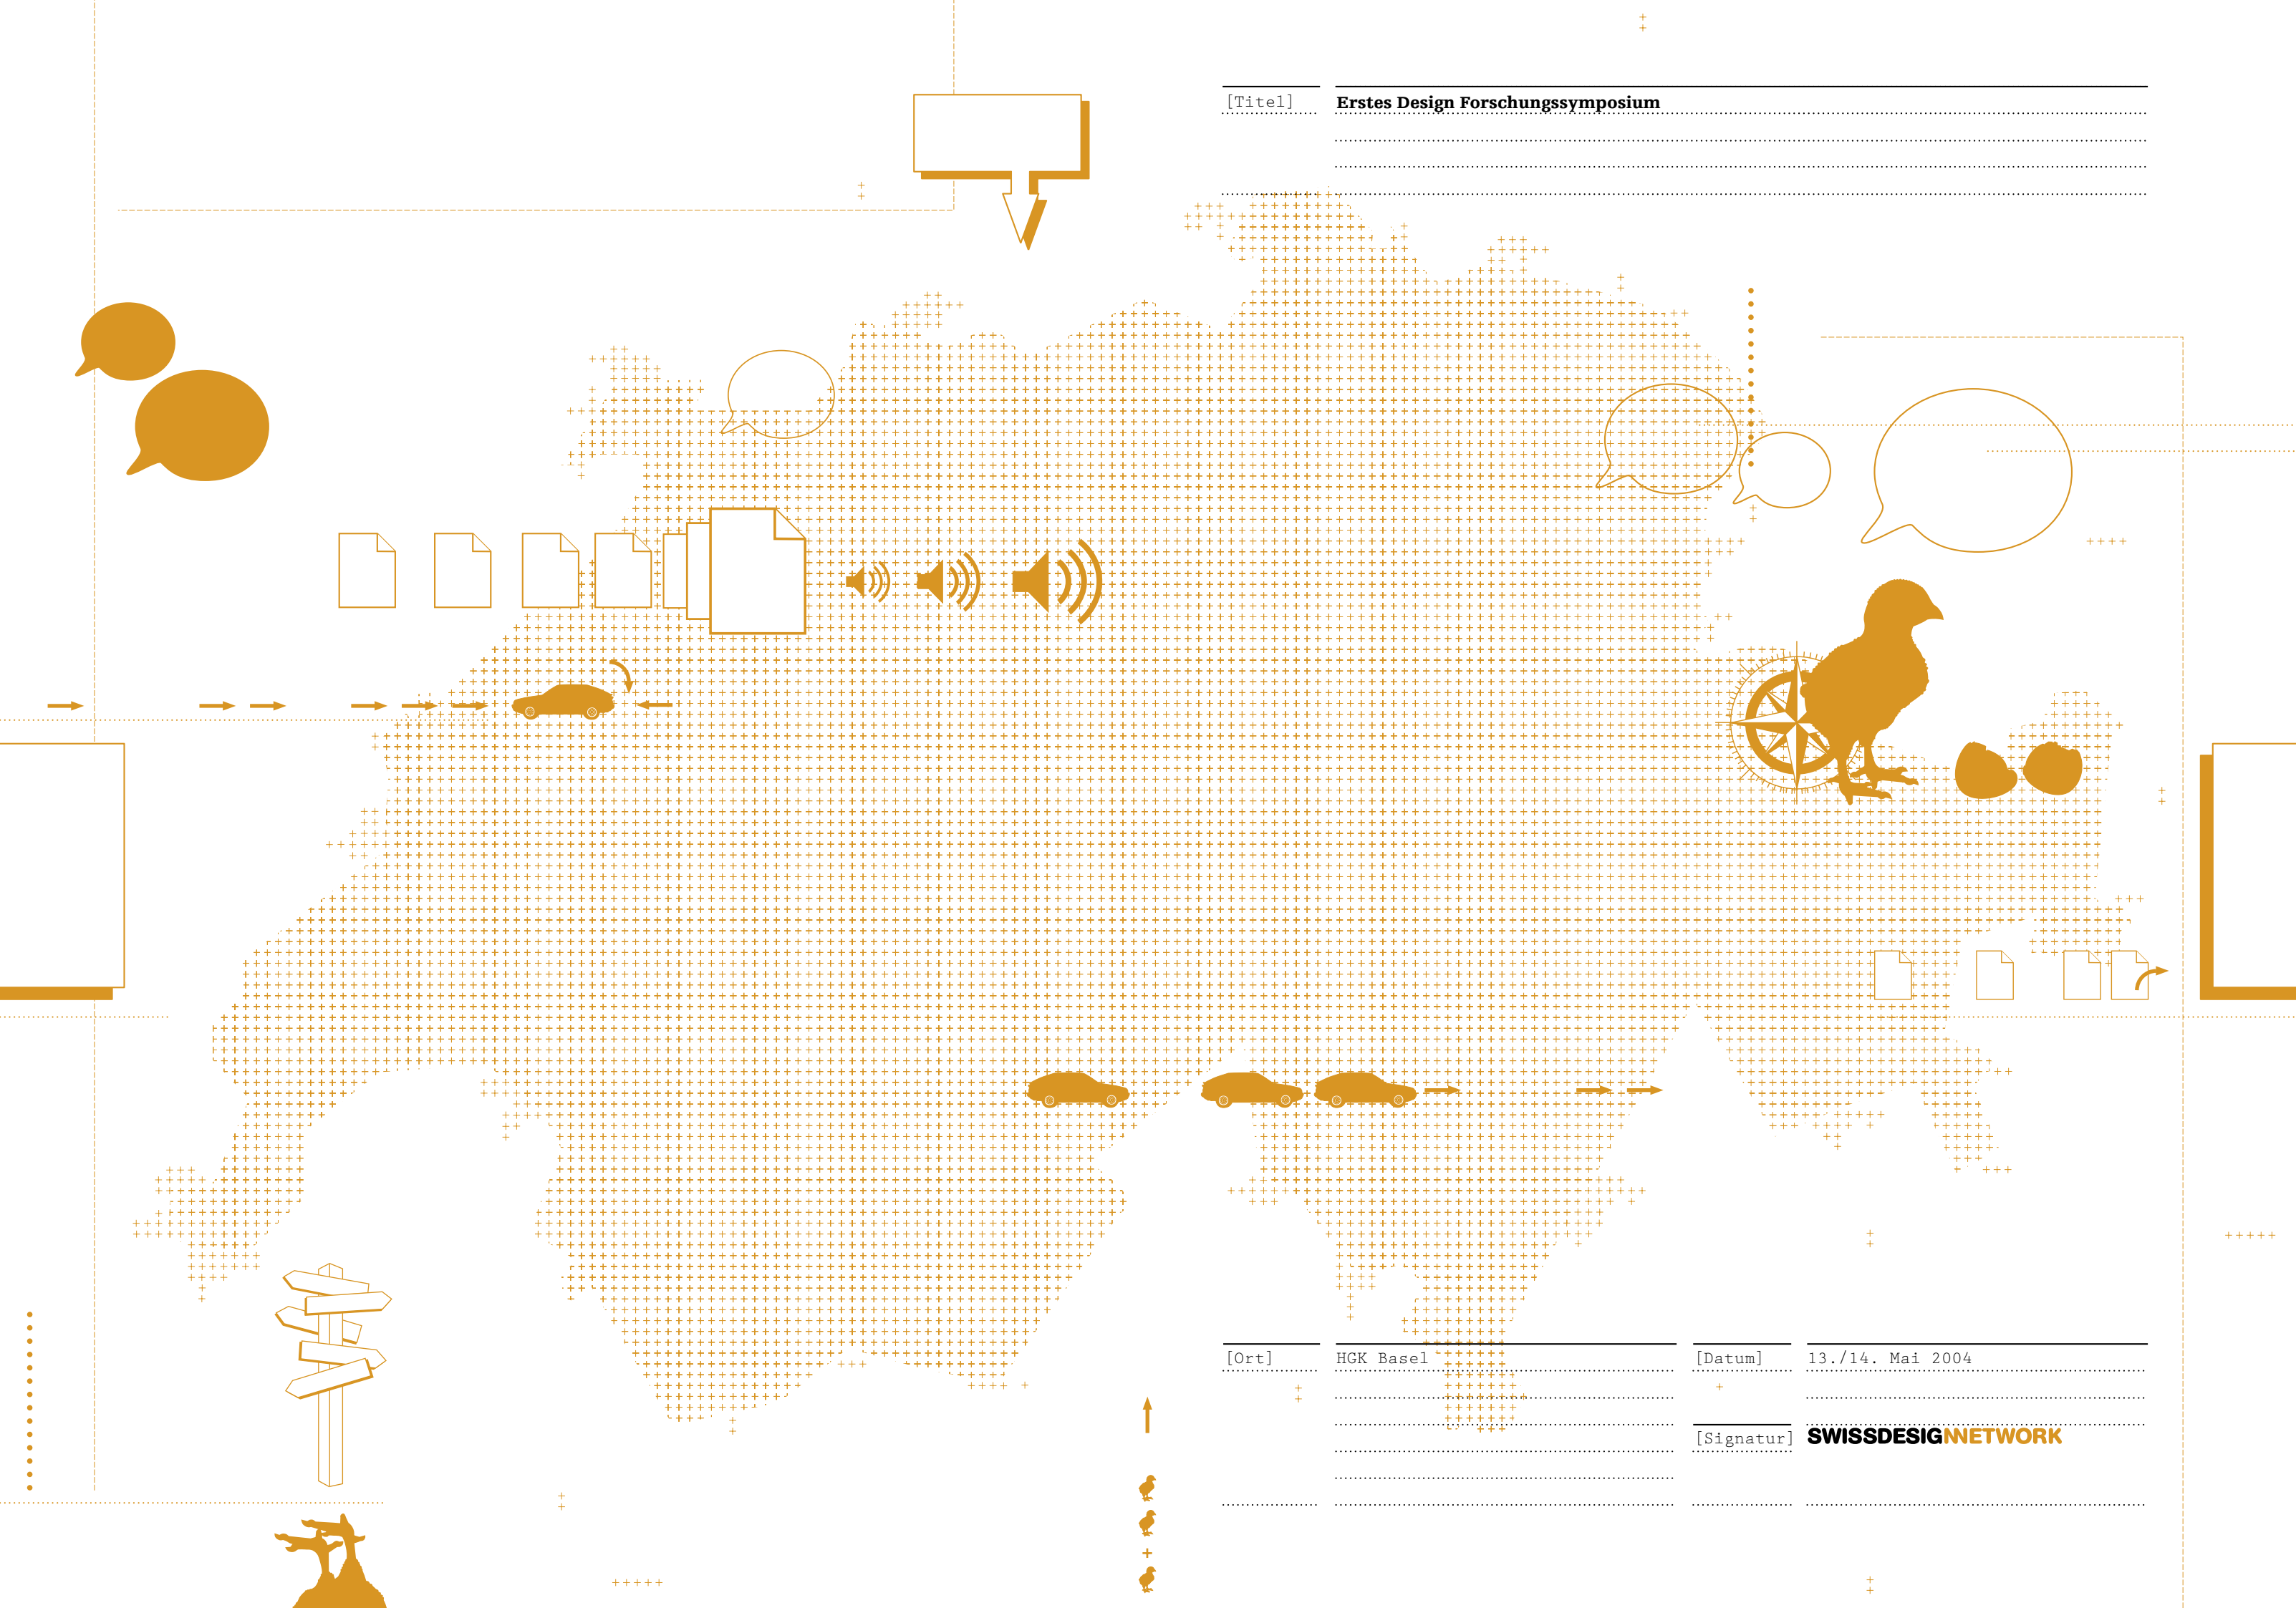 [Titel] Erstes Design Forschungssymposium
[Ort] HGK Basel [Datum] 13./14. Mai 2004
[Signatur] SWISSDESIGNNETWORK